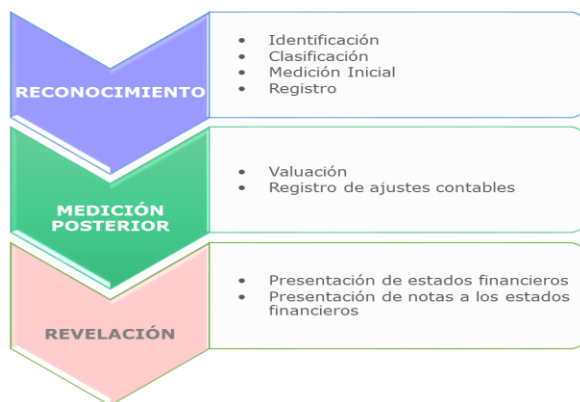 RECONOCIMIENTO
• Identificación
• Clasificación
• Medición Inicial
• Registro
MEDICIÓN
POSTERIOR
• Valuación
• Registro de ajustes contables
REVELACIÓN
• Presentación de estados financieros
• Presentación de notas a los estados
financieros